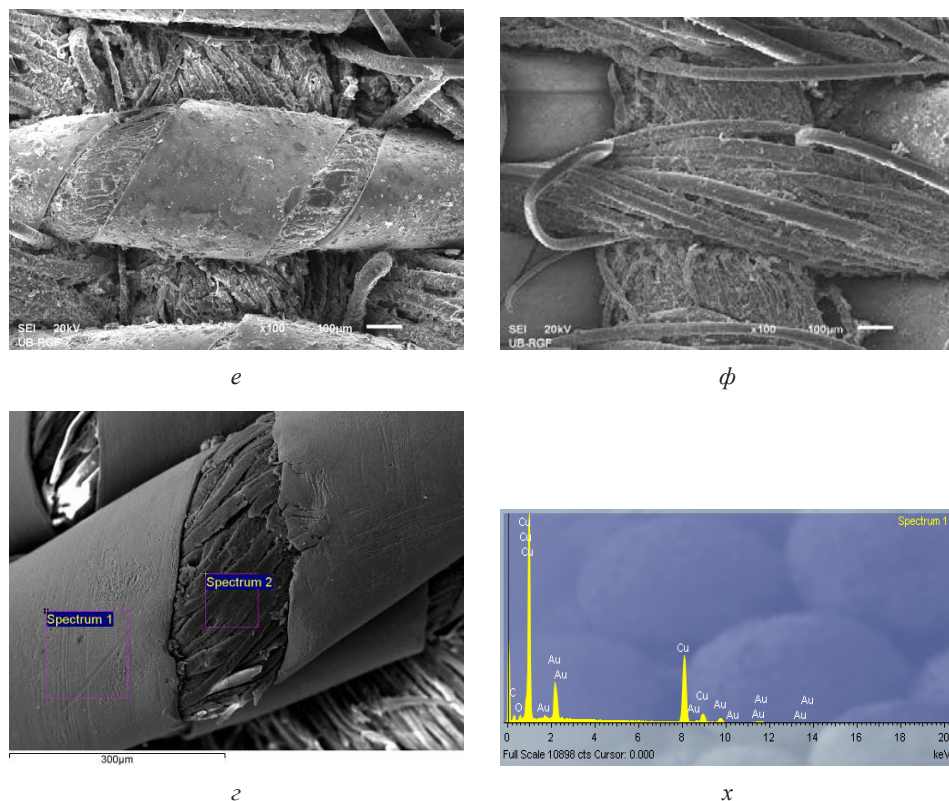 SEI 20kV x100 100µm
UB-RGF
SEI 20kV x100 100µm
UB-RGF
е
ф
Spectrum 2
Spectrum 1
300µm
Spectrum 1
Cu
Cu
Cu
Cu
Au
Au
C
O
Au
Au
Cu
Au
Au
Au
Au
Au
Au
0 2 4 6 8 10 12 14 16 18 20
Full Scale 10898 cts Cursor: 0.000
keV
г
х